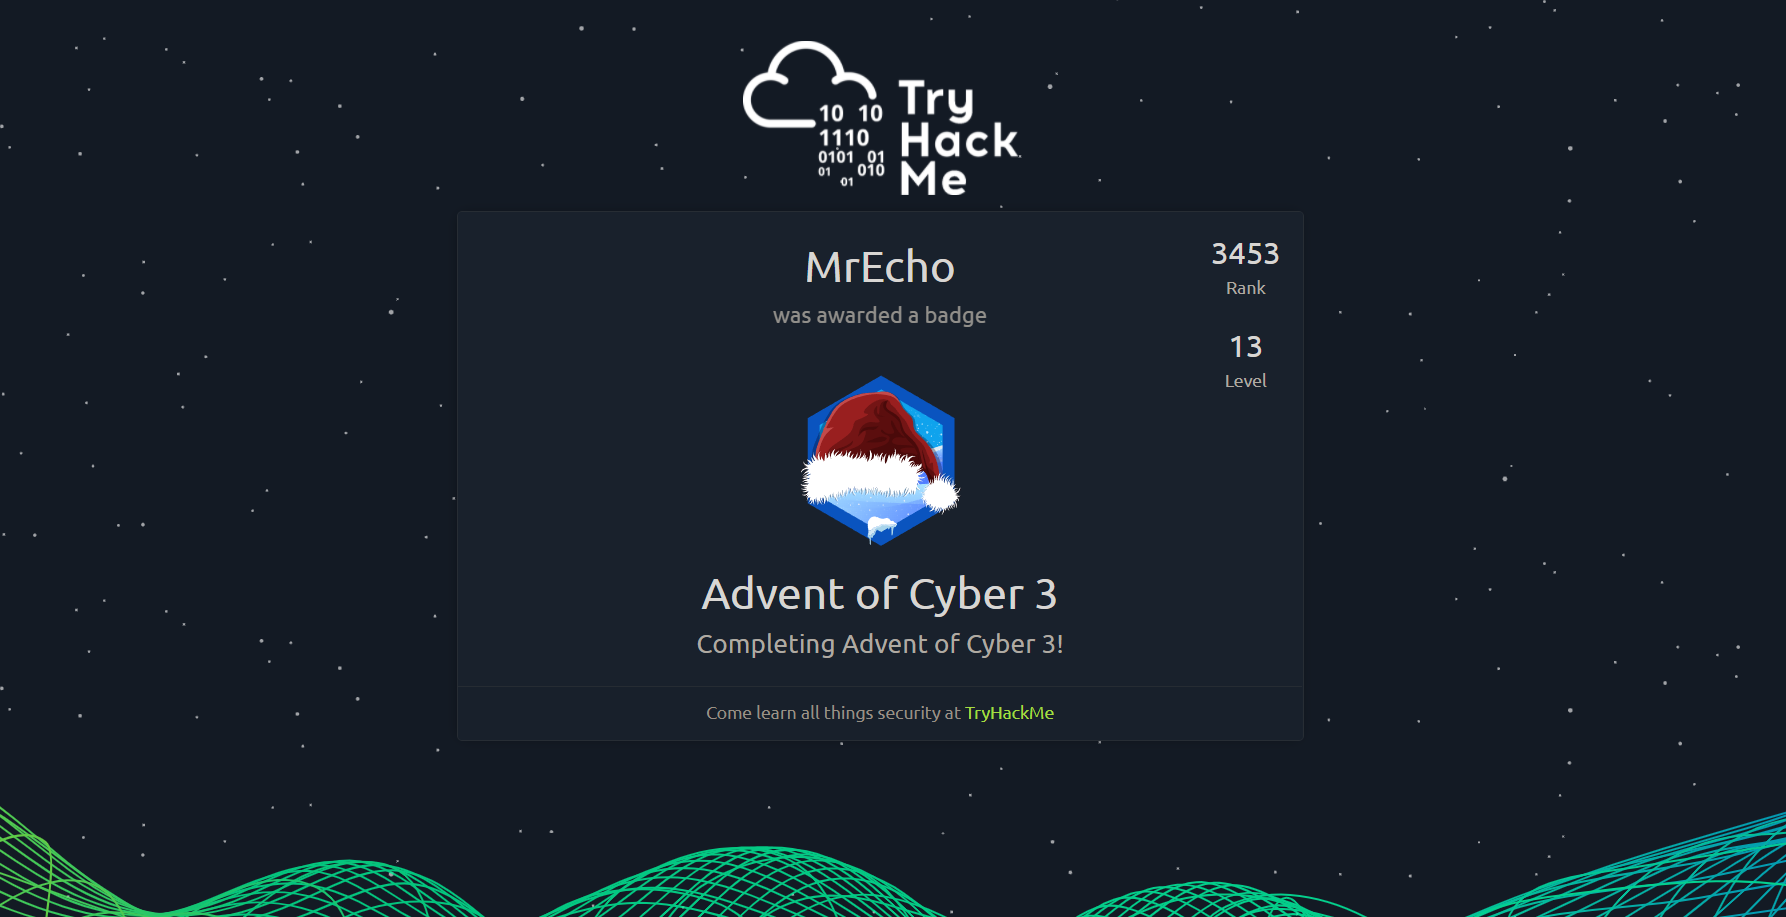 10 10
1110
0101 01
01 010
01
Try
Hack
Me
MrEcho
was awarded a badge
3453
Rank
13
Level
Advent of Cyber 3
Completing Advent of Cyber 3!
Come learn all things security at TryHackMe